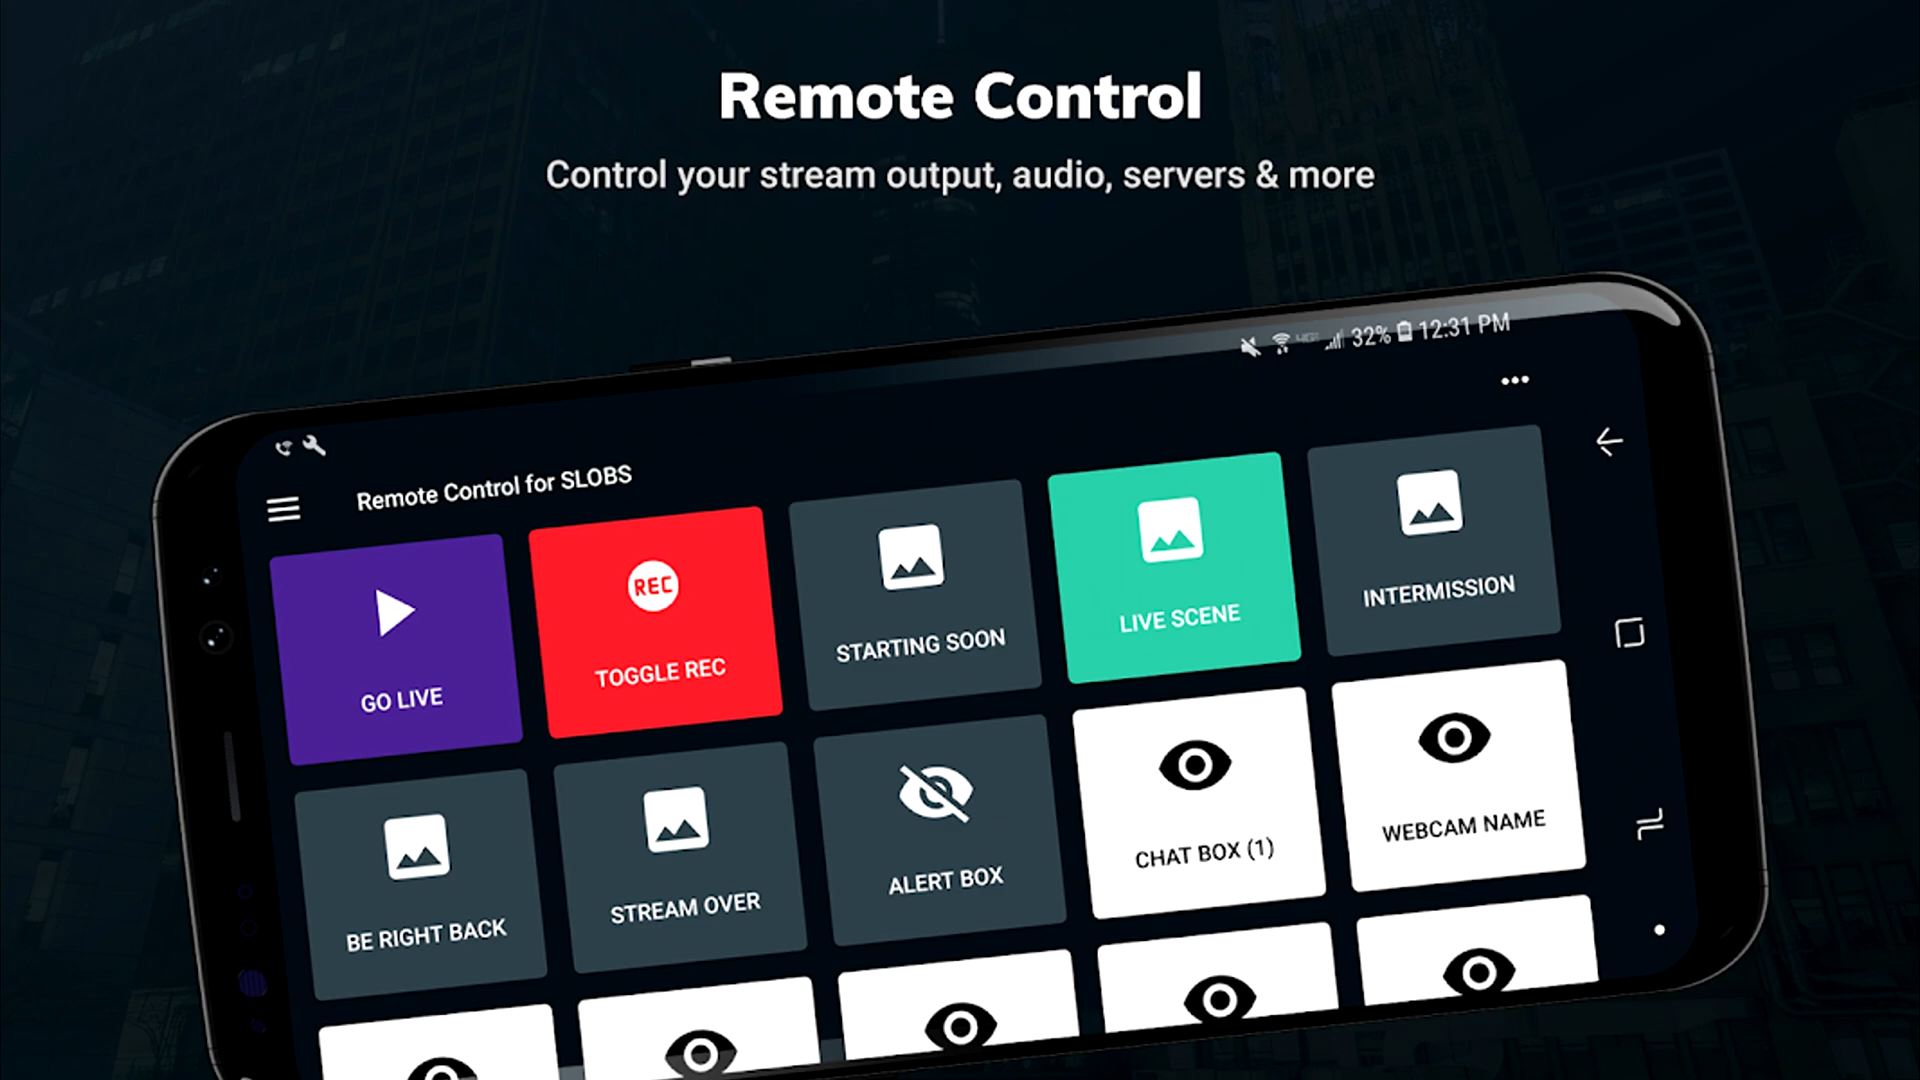 Remote Control
Control your stream output, audio, servers & more
32% 12:31 PM
Remote Control for SLOBS
GO LIVE
REC
TOGGLE REC
STARTING SOON
LIVE SCENE
INTERMISSION
BE RIGHT BACK
STREAM OVER
ALERT BOX
CHAT BOX (1)
WEBCAM NAME